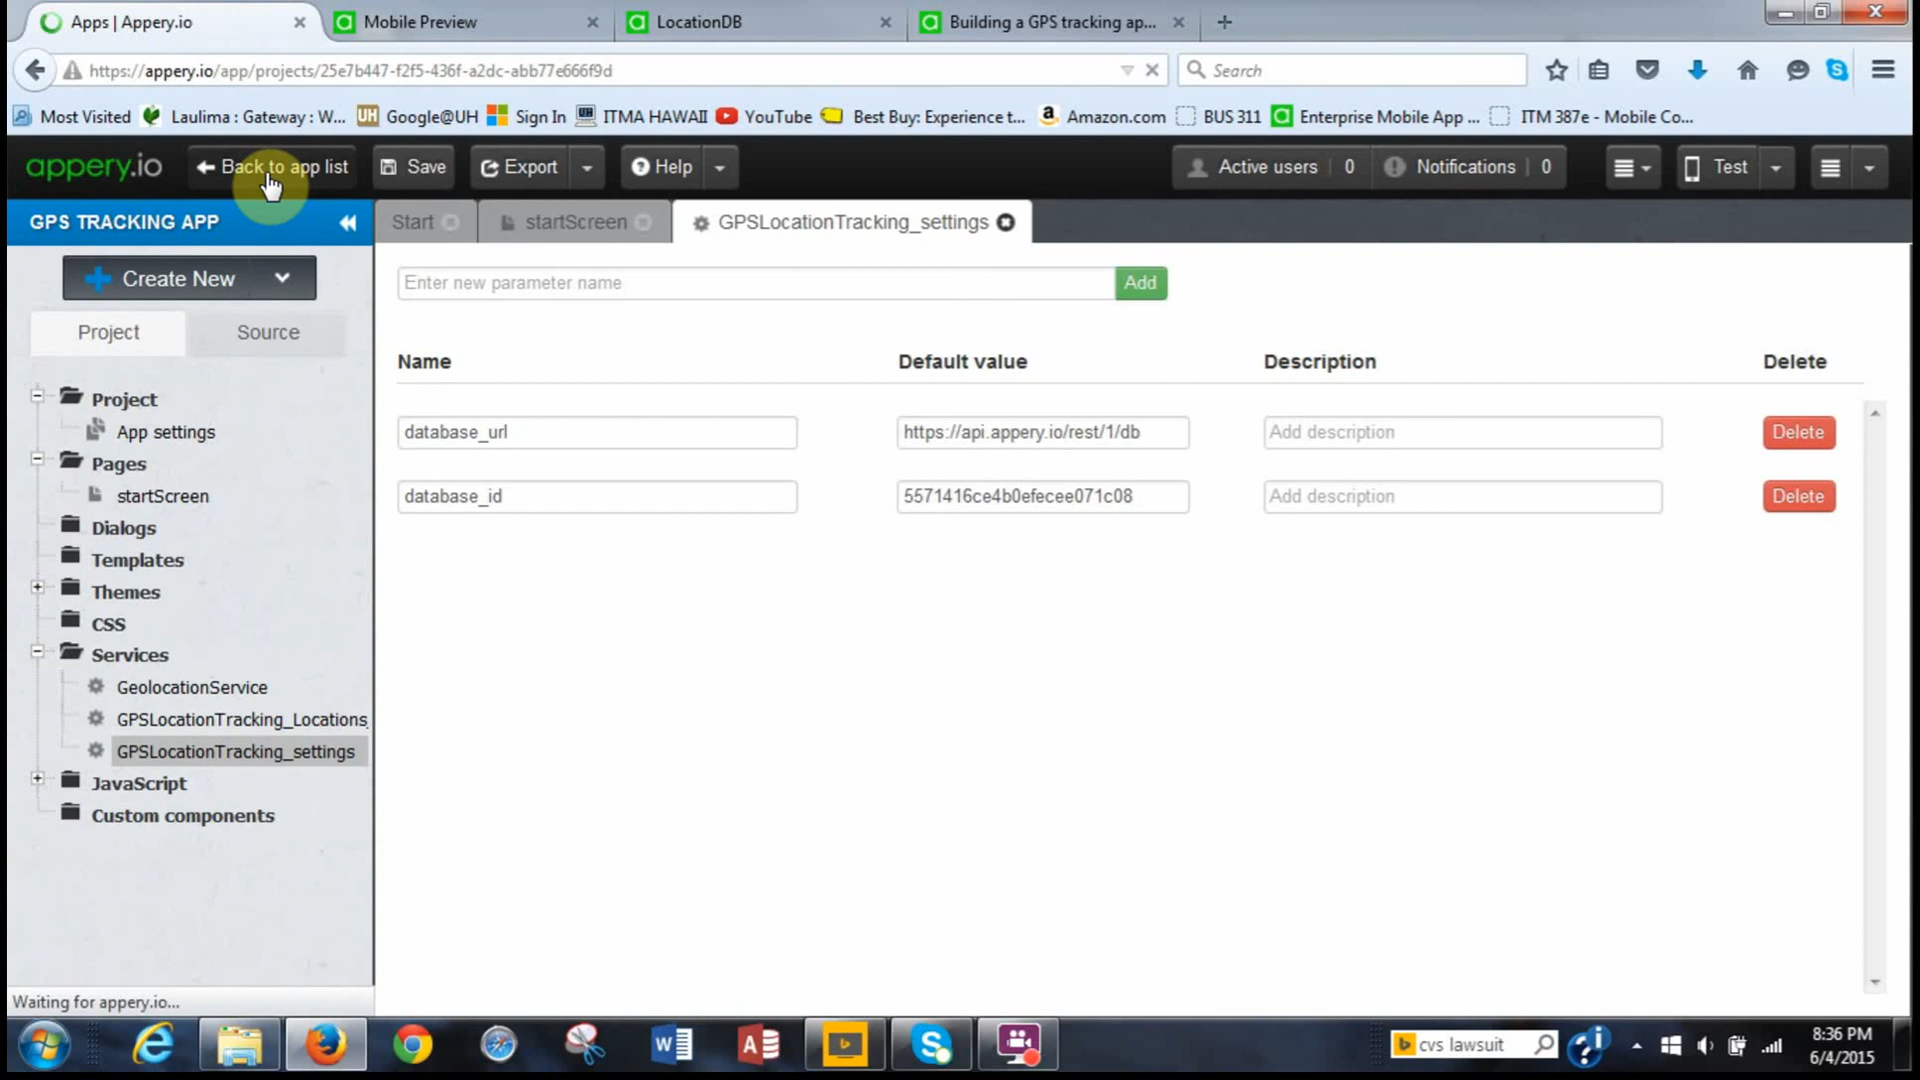 Apps | Appery.io
Mobile Preview
LocationDB
Building a GPS tracking ap...
https://appery.io/app/projects/25e7b447-f2f5-436f-a2dc-abb77e666f9d
Search
Most Visited
Laulima : Gateway : W...
UH Google@UH
Sign In
ITMA HAWAII
YouTube
Best Buy: Experience t...
Amazon.com
BUS 311
Enterprise Mobile App ...
ITM 387e - Mobile Co...
appery.io
Back to app list
Save
Export
Help
Active users 0
Notifications 0
Test
GPS TRACKING APP
Start
startScreen
GPSLocationTracking_settings
Create New
Enter new parameter name
Add
Project
Source
Name
Default value
Description
Delete
Project
App settings
database_url
https://api.appery.io/rest/1/db
Add description
Delete
Pages
startScreen
database_id
5571416ce4b0efecee071c08
Add description
Delete
Dialogs
Templates
Themes
CSS
Services
GeolocationService
GPSLocationTracking_Locations_
GPSLocationTracking_settings
JavaScript
Custom components
Waiting for appery.io...
cvs lawsuit
8:36 PM
6/4/2015